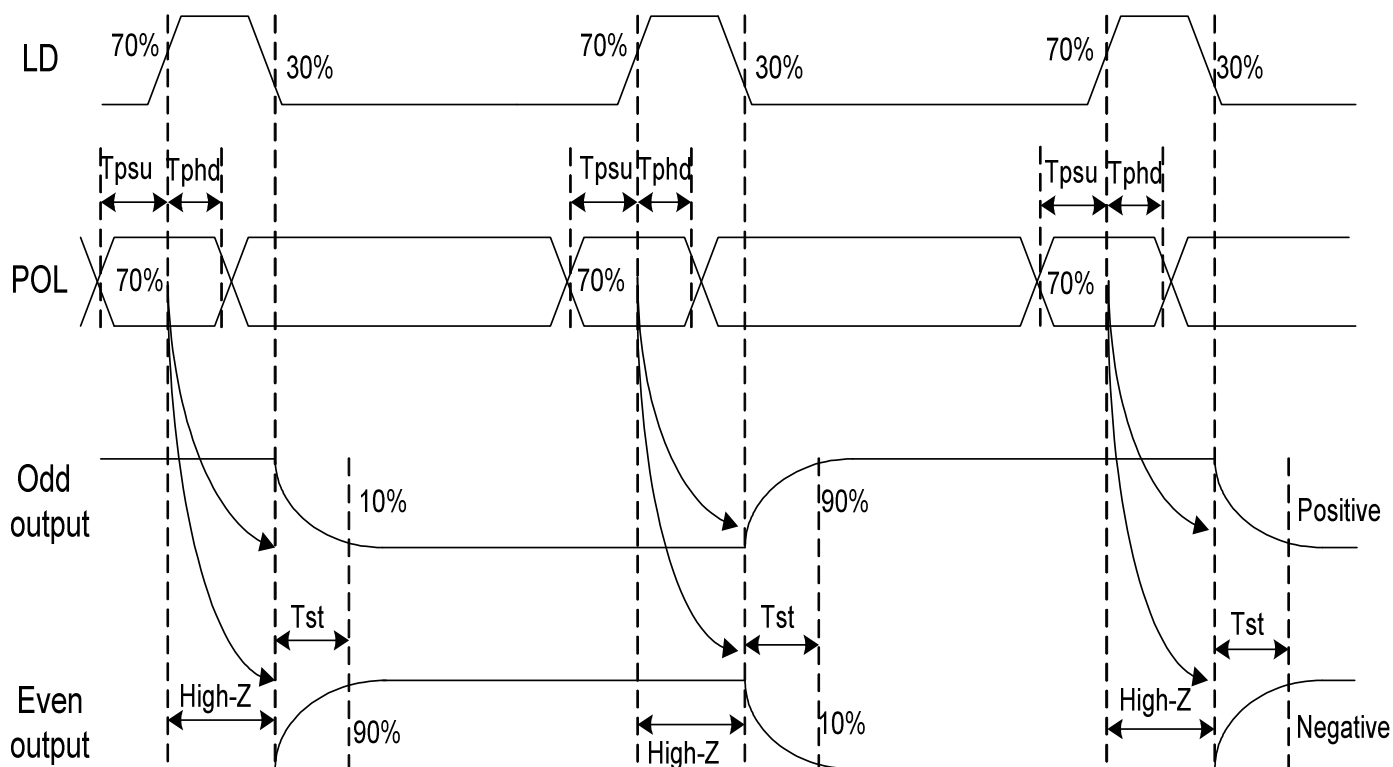 LD
70%
30%
70%
30%
70%
30%
Tpsu
Tphd
Tpsu
Tphd
Tpsu
Tphd
POL
70%
70%
70%
Odd
output
10%
90%
Positive
Tst
Tst
Tst
Even
output
High-Z
90%
High-Z
10%
High-Z
Negative